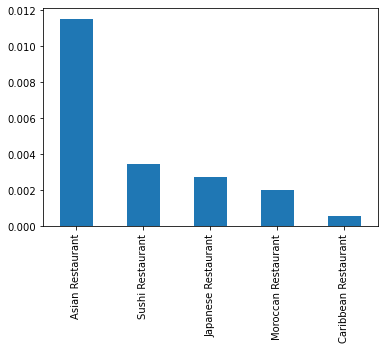 0.012
0.010
0.008
0.006
0.004
0.002
0.000
Asian Restaurant
Sushi Restaurant
Japanese Restaurant
Moroccan Restaurant
Caribbean Restaurant